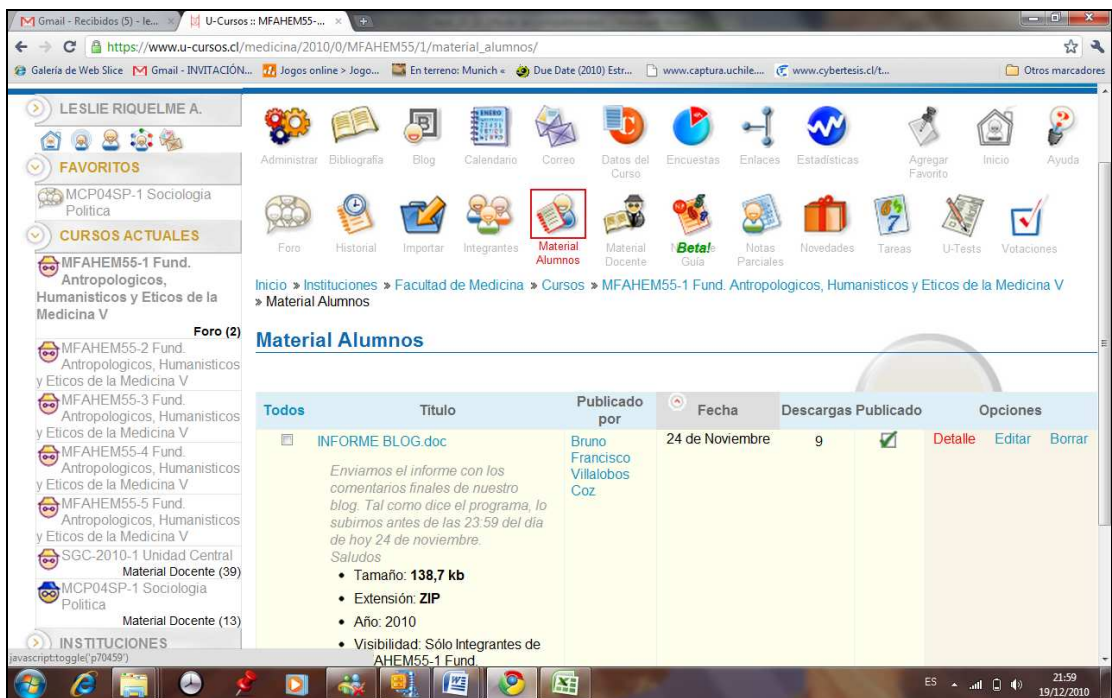 Gmail - Recibidos (5) - le...
U-Cursos :: MFAHEM55-...
https://www.u-cursos.cl/medicina/2010/0/MFAHEM55/1/material_alumnos/
Galería de Web Slice
Gmail - INVITACIÓN...
Jogos online > Jogo...
En terreno: Munich «
Due Date (2010) Estr...
www.captura.uchile....
www.cybertesis.cl/t...
Otros marcadores
LESLIE RIQUELME A.
FAVORITOS
MCP04SP-1 Sociologia
Politica
CURSOS ACTUALES
MFAHEM55-1 Fund.
Antropologicos,
Humanisticos y Eticos de la
Medicina V
Foro (2)
MFAHEM55-2 Fund.
Antropologicos, Humanisticos
y Eticos de la Medicina V
MFAHEM55-3 Fund.
Antropologicos, Humanisticos
y Eticos de la Medicina V
MFAHEM55-4 Fund.
Antropologicos, Humanisticos
y Eticos de la Medicina V
MFAHEM55-5 Fund.
Antropologicos, Humanisticos
y Eticos de la Medicina V
SGC-2010-1 Unidad Central
Material Docente (39)
MCP04SP-1 Sociologia
Politica
Material Docente (13)
INSTITUCIONES
javascript:toggle('p70459')
Administrar
Bibliografía
Blog
Calendario
Correo
Datos del
Curso
Encuestas
Enlaces
Estadísticas
Agregar
Favorito
Inicio
Ayuda
Foro
Historial
Importar
Integrantes
Material
Alumnos
Material
Docente
Beta!
Guía
Notas
Parciales
Novedades
Tareas
U-Tests
Votaciones
Inicio » Instituciones » Facultad de Medicina » Cursos » MFAHEM55-1 Fund. Antropologicos, Humanisticos y Eticos de la Medicina V
» Material Alumnos
Material Alumnos
Todos
Titulo
Publicado
por
Fecha
Descargas
Publicado
Opciones
INFORME BLOG.doc
Enviamos el informe con los
comentarios finales de nuestro
blog. Tal como dice el programa, lo
subimos antes de las 23:59 del día
de hoy 24 de noviembre.
Saludos
• Tamaño: 138,7 kb
• Extensión: ZIP
• Año: 2010
• Visibilidad: Sólo Integrantes de
AHEM55-1 Fund.
Bruno
Francisco
Villalobos
Coz
24 de Noviembre
9
Detalle
Editar
Borrar
ES
21:59
19/12/2010